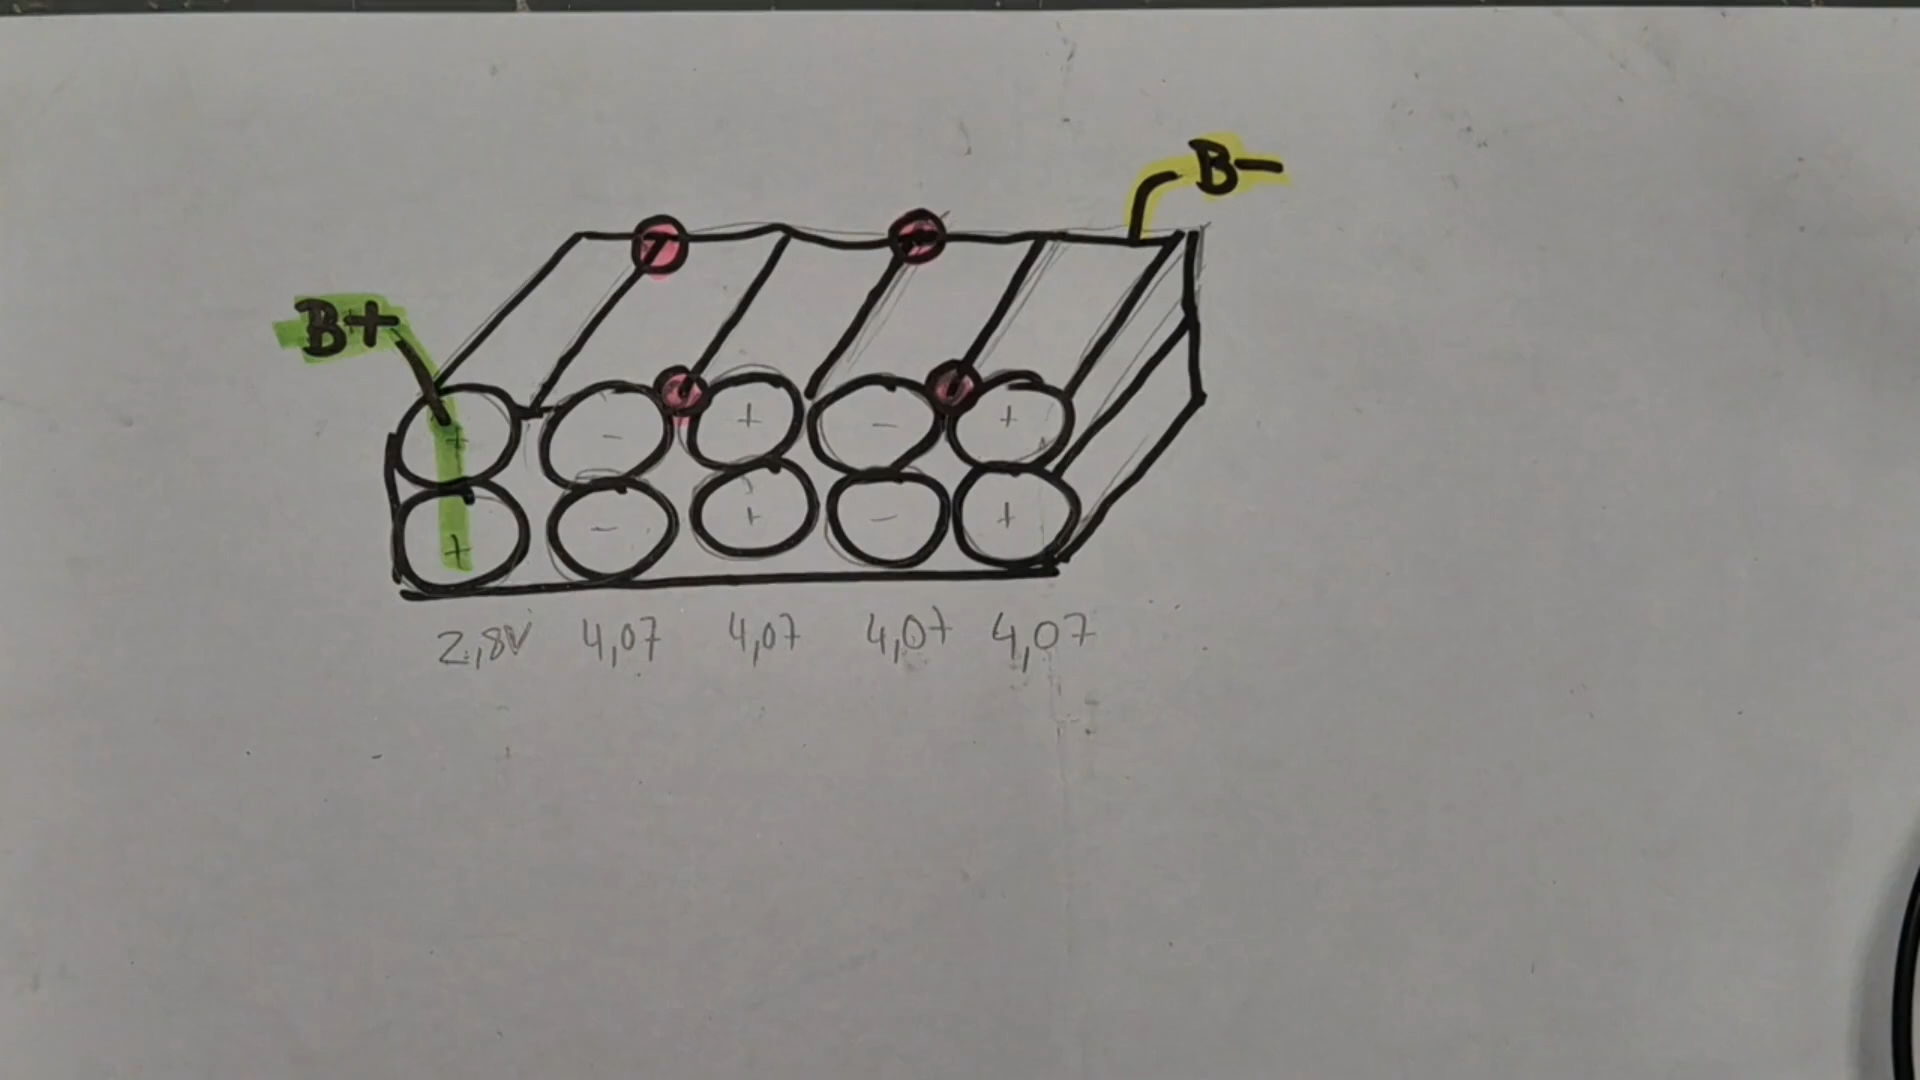 B-
B+
+ - + - +
+ - + - +
2,8V 4,07 4,07 4,07 4,07